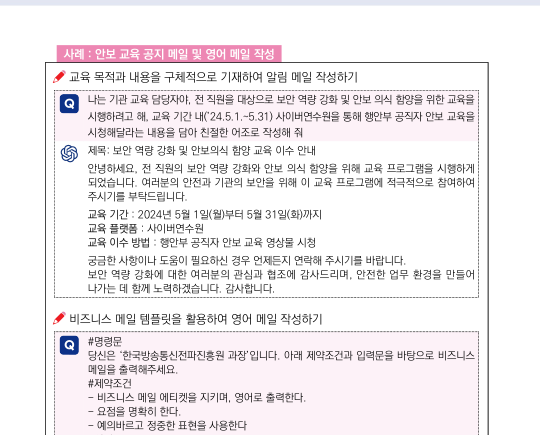 사례 : 안보 교육 공지 메일 및 영어 메일 작성
교육 목적과 내용을 구체적으로 기재하여 알림 메일 작성하기
Q 나는 기관 교육 담당자야, 전 직원을 대상으로 보안 역량 강화 및 안보 의식 함양을 위한 교육을
시행하려고 해, 교육 기간 내('24.5.1.~5.31) 사이버연수원을 통해 행안부 공직자 안보 교육을
시청해달라는 내용을 담아 친절한 어조로 작성해 줘
제목: 보안 역량 강화 및 안보의식 함양 교육 이수 안내
안녕하세요, 전 직원의 보안 역량 강화와 안보 의식 함양을 위해 교육 프로그램을 시행하게
되었습니다. 여러분의 안전과 기관의 보안을 위해 이 교육 프로그램에 적극적으로 참여하여
주시기를 부탁드립니다.
교육 기간 : 2024년 5월 1일(월)부터 5월 31일(화)까지
교육 플랫폼 : 사이버연수원
교육 이수 방법 : 행안부 공직자 안보 교육 영상물 시청
궁금한 사항이나 도움이 필요하신 경우 언제든지 연락해 주시기를 바랍니다.
보안 역량 강화에 대한 여러분의 관심과 협조에 감사드리며, 안전한 업무 환경을 만들어
나가는 데 함께 노력하겠습니다. 감사합니다.
비즈니스 메일 템플릿을 활용하여 영어 메일 작성하기
Q #명령문
당신은 '한국방송통신전파진흥원 과장'입니다. 아래 제약조건과 입력문을 바탕으로 비즈니스
메일을 출력해주세요.
#제약조건
- 비즈니스 메일 에티켓을 지키며, 영어로 출력한다.
- 요점을 명확히 한다.
- 예의바르고 정중한 표현을 사용한다